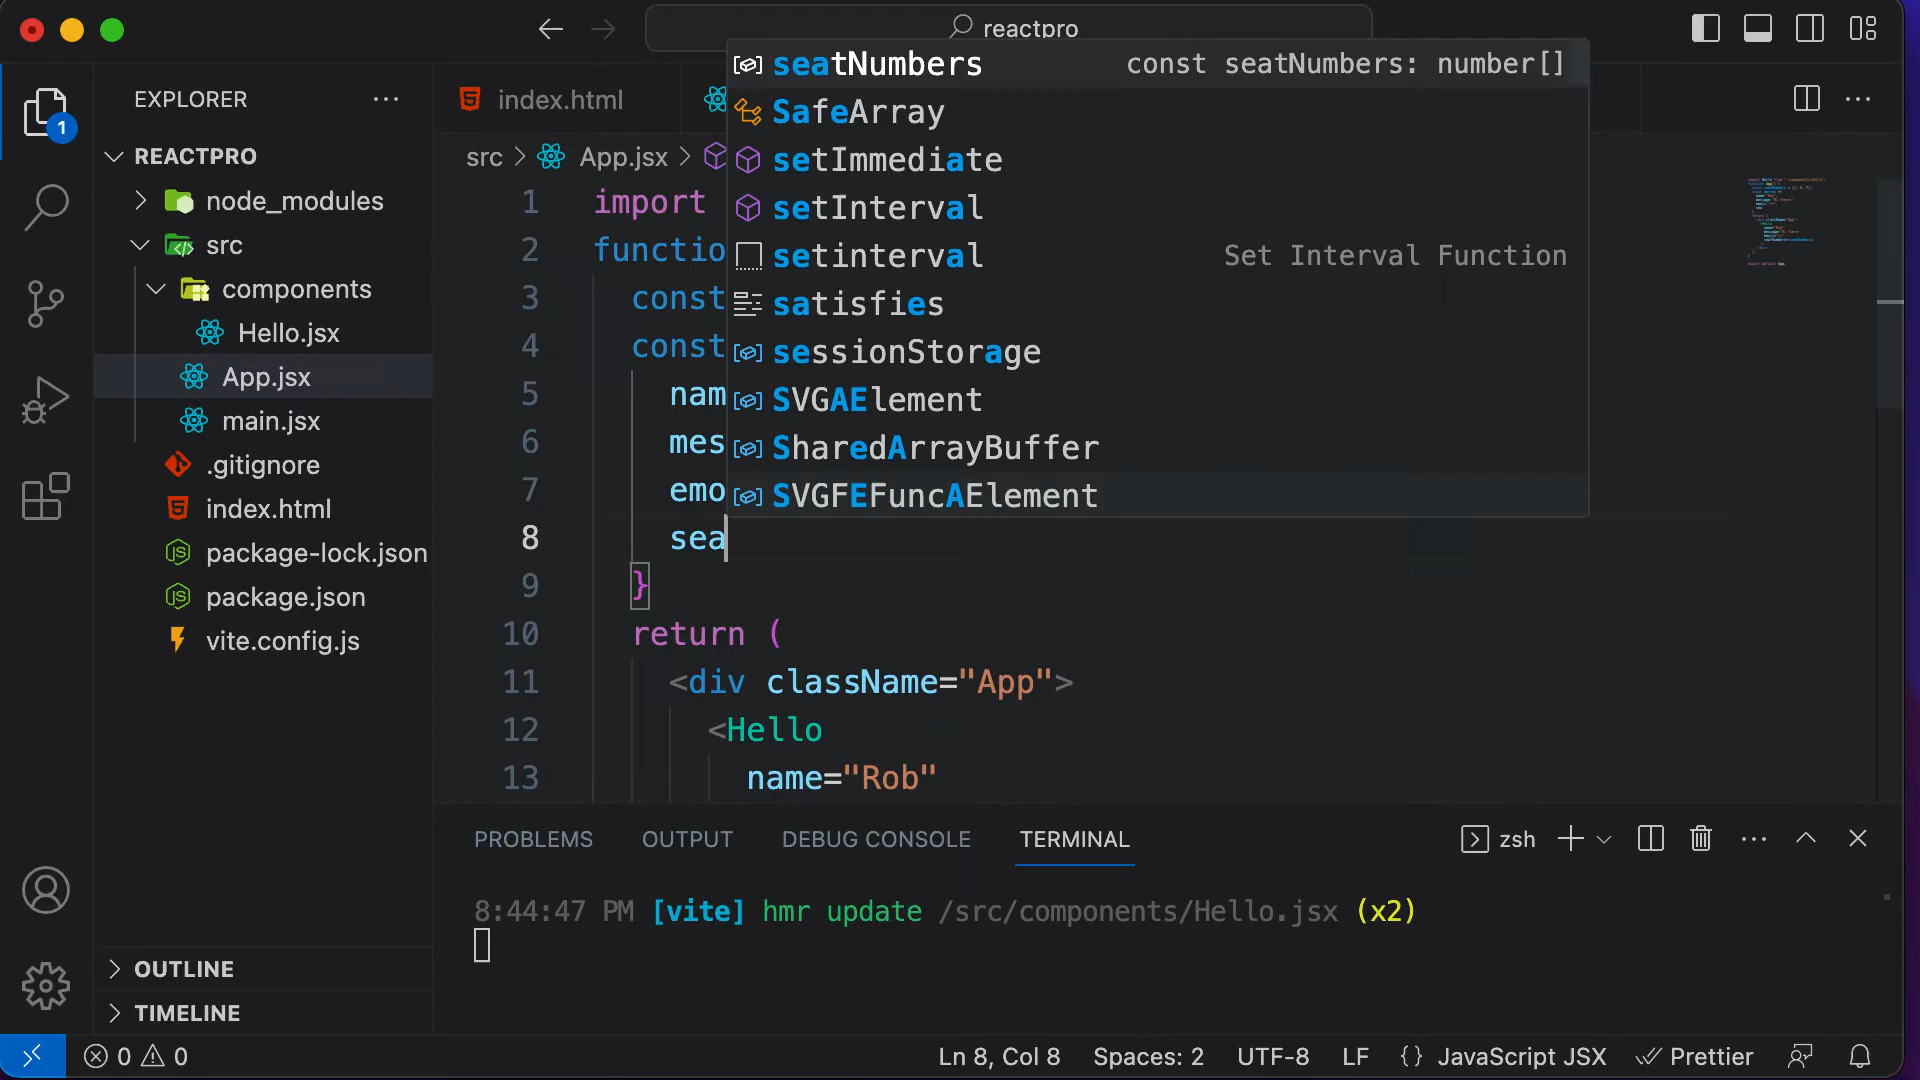 reactpro
EXPLORER
REACTPRO
node_modules
src
components
Hello.jsx
App.jsx
main.jsx
.gitignore
index.html
package-lock.json
package.json
vite.config.js
OUTLINE
TIMELINE
index.html
src > App.jsx >
seatNumbers const seatNumbers: number[]
SafeArray
setImmediate
setInterval
setinterval Set Interval Function
satisfies
sessionStorage
SVGAElement
SharedArrayBuffer
SVGFEFuncAElement
1 import
2 functio
3 const
4 const
5 nam
6 mes
7 emo
8 sea
9 }
10 return (
11 <div className="App">
12 <Hello
13 name="Rob"
PROBLEMS OUTPUT DEBUG CONSOLE TERMINAL zsh
8:44:47 PM [vite] hmr update /src/components/Hello.jsx (x2)
1
0 0 Ln 8, Col 8 Spaces: 2 UTF-8 LF {} JavaScript JSX Prettier